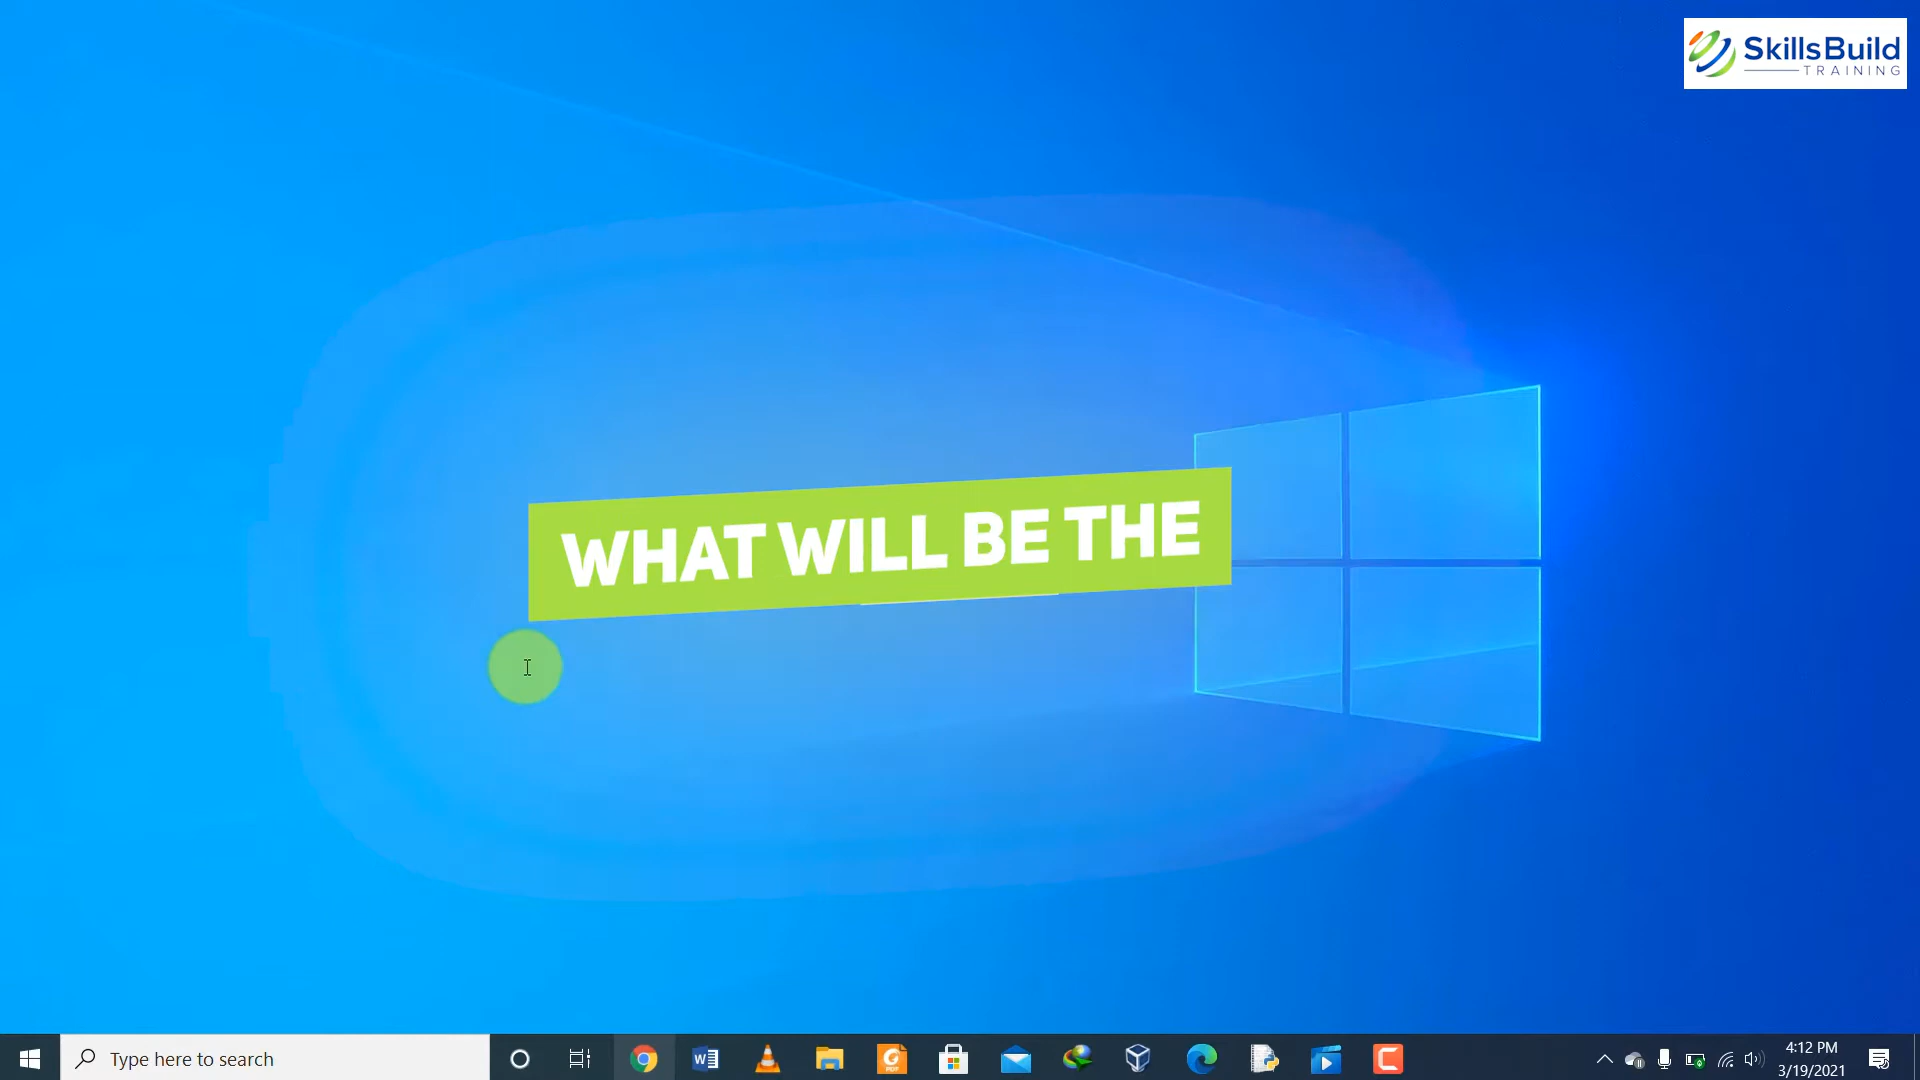 SkillsBuild
TRAINING
WHAT WILL BE THE
Type here to search
4:12 PM
3/19/2021